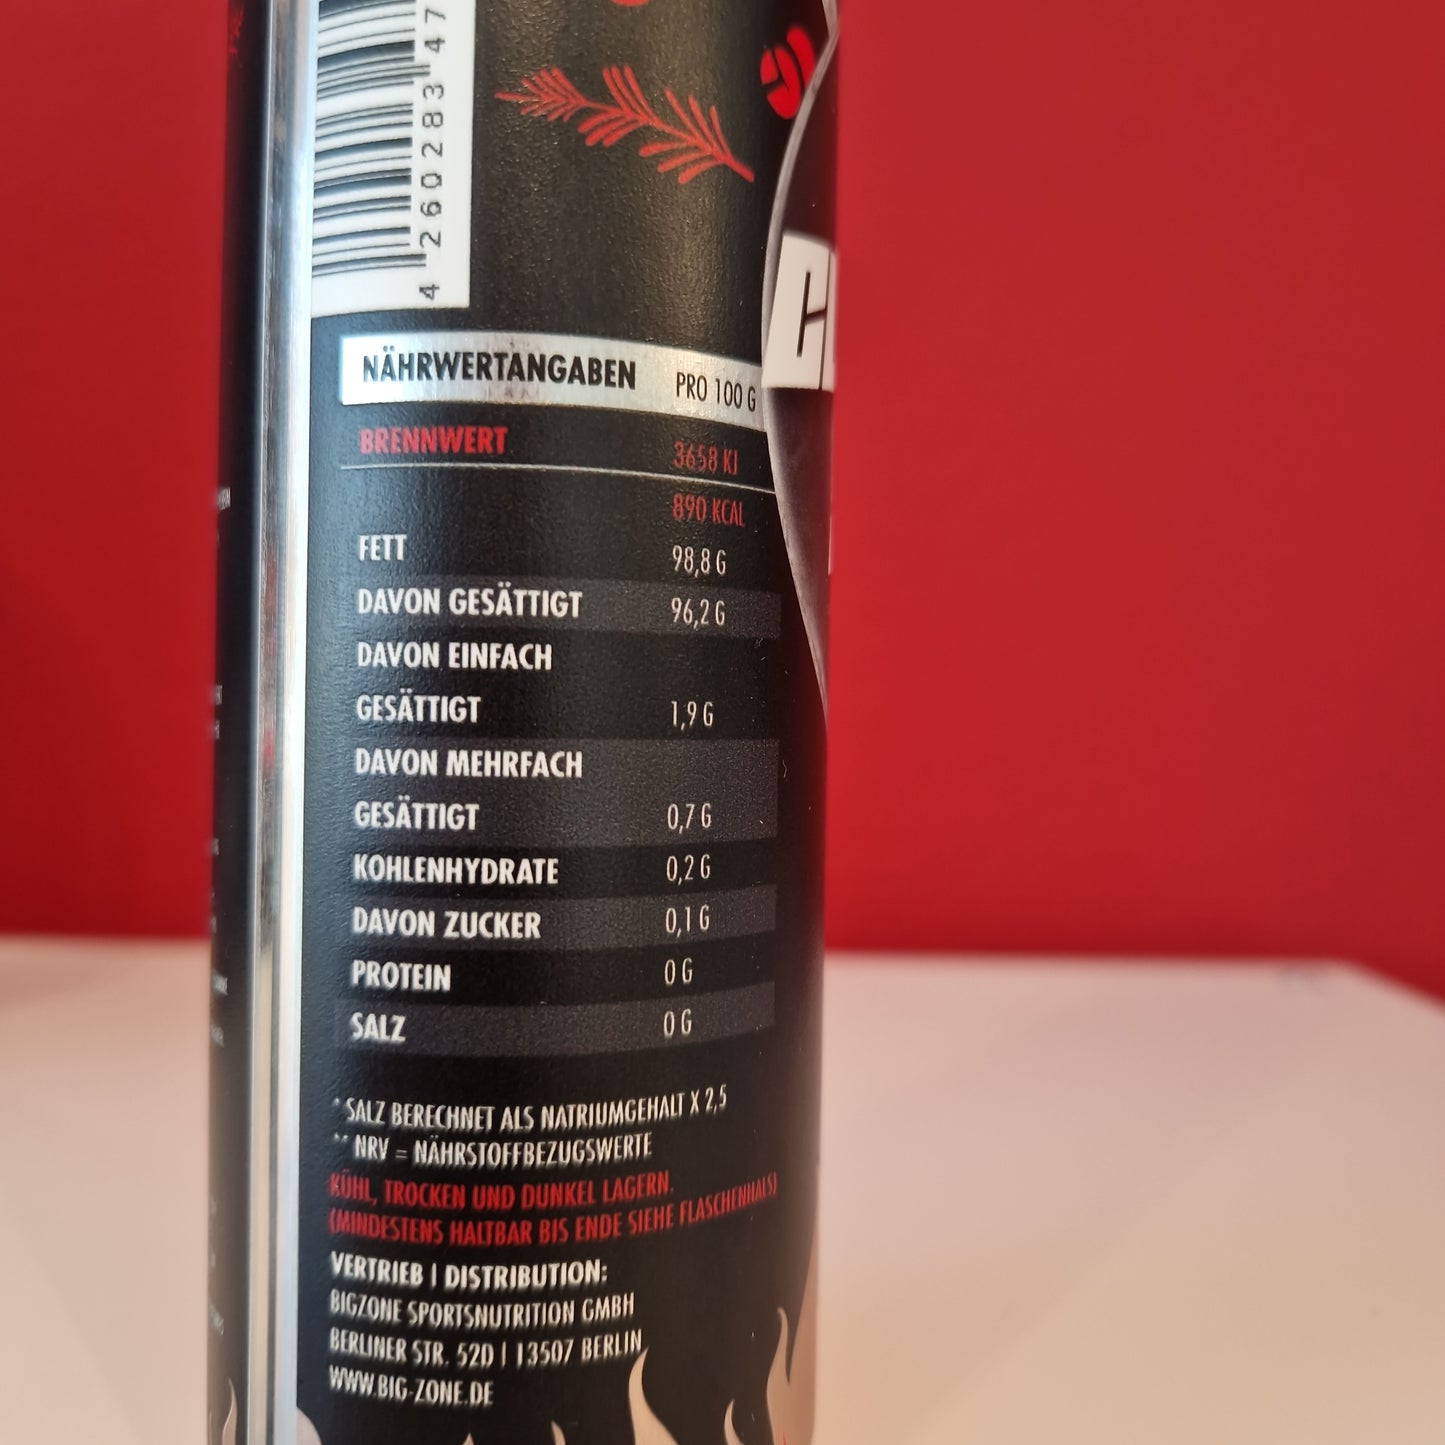 4 260283 47
NÄHRWERTANGABEN PRO 100 G
BRENNWERT 3658 KJ
890 KCAL
FETT 98,8 G
DAVON GESÄTTIGT 96,2 G
DAVON EINFACH
GESÄTTIGT 1,9 G
DAVON MEHRFACH
GESÄTTIGT 0,7 G
KOHLENHYDRATE 0,2 G
DAVON ZUCKER 0,1 G
PROTEIN 0 G
SALZ 0 G
* SALZ BERECHNET ALS NATRIUMGEHALT X 2,5
** NRV = NÄHRSTOFFBEZUGSWERTE
KÜHL, TROCKEN UND DUNKEL LAGERN.
(MINDESTENS HALTBAR BIS ENDE SIEHE FLASCHENHALS)
VERTRIEB | DISTRIBUTION:
BIGZONE SPORTSNUTRITION GMBH
BERLINER STR. 52D | 13507 BERLIN
WWW.BIG-ZONE.DE